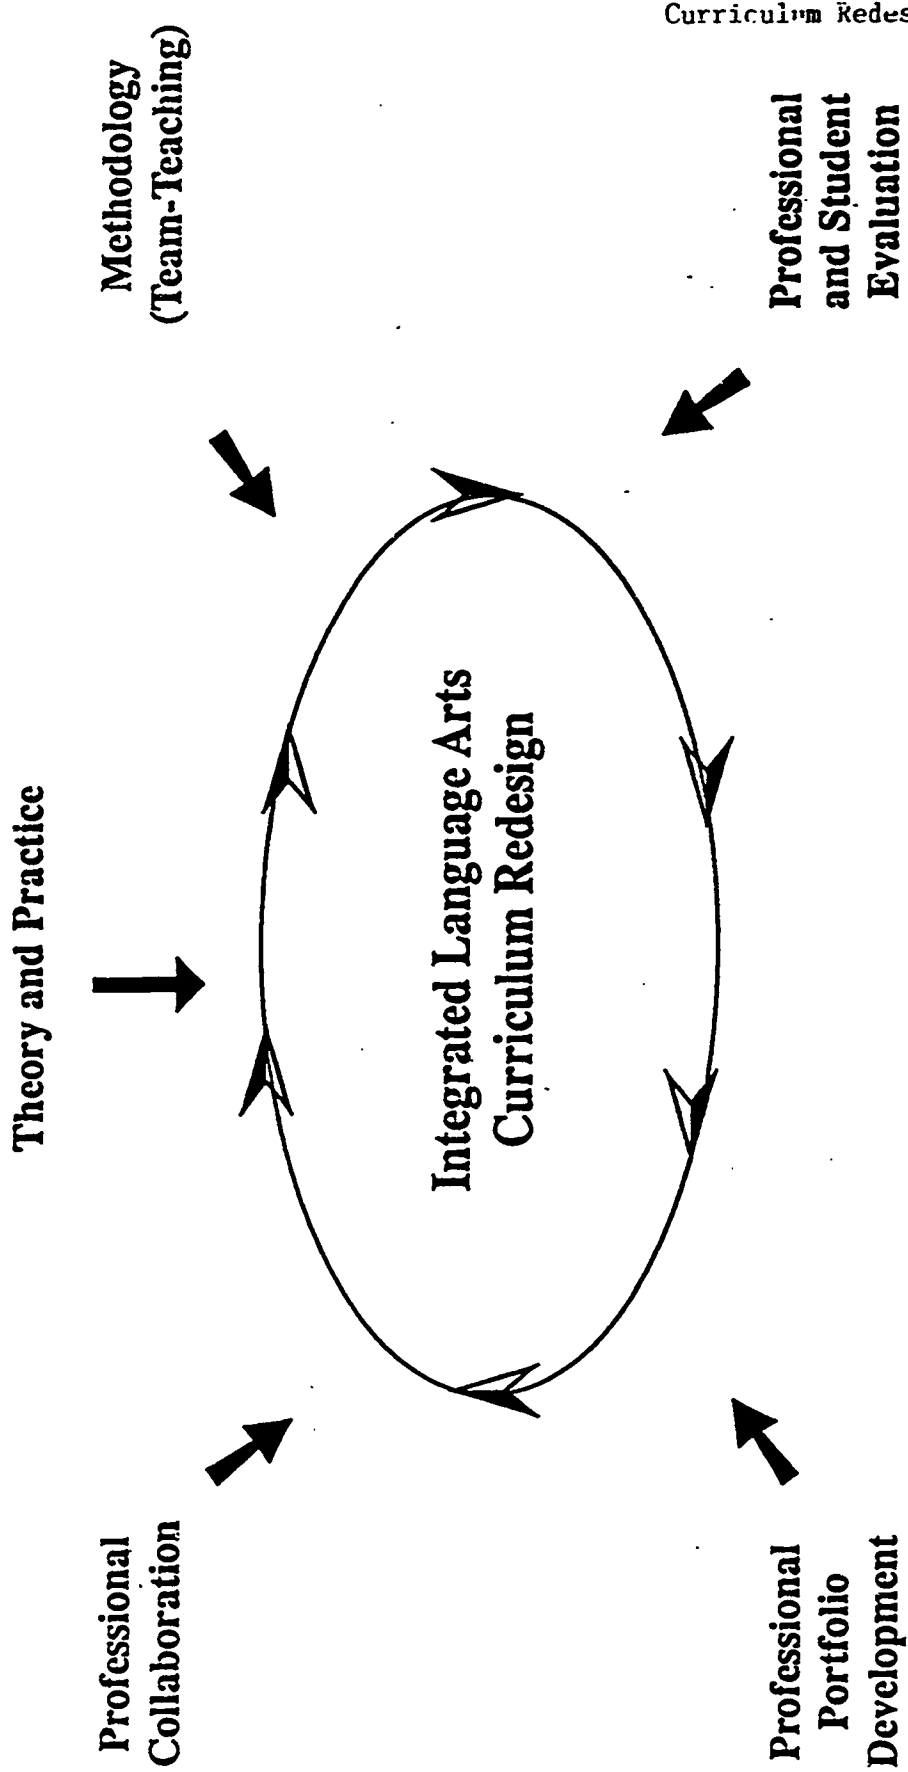 Curriculum Redes
Theory and Practice
Methodology
(Team-Teaching)
Professional
Collaboration
Integrated Language Arts
Curriculum Redesign
Professional
Portfolio
Development
Professional
and Student
Evaluation